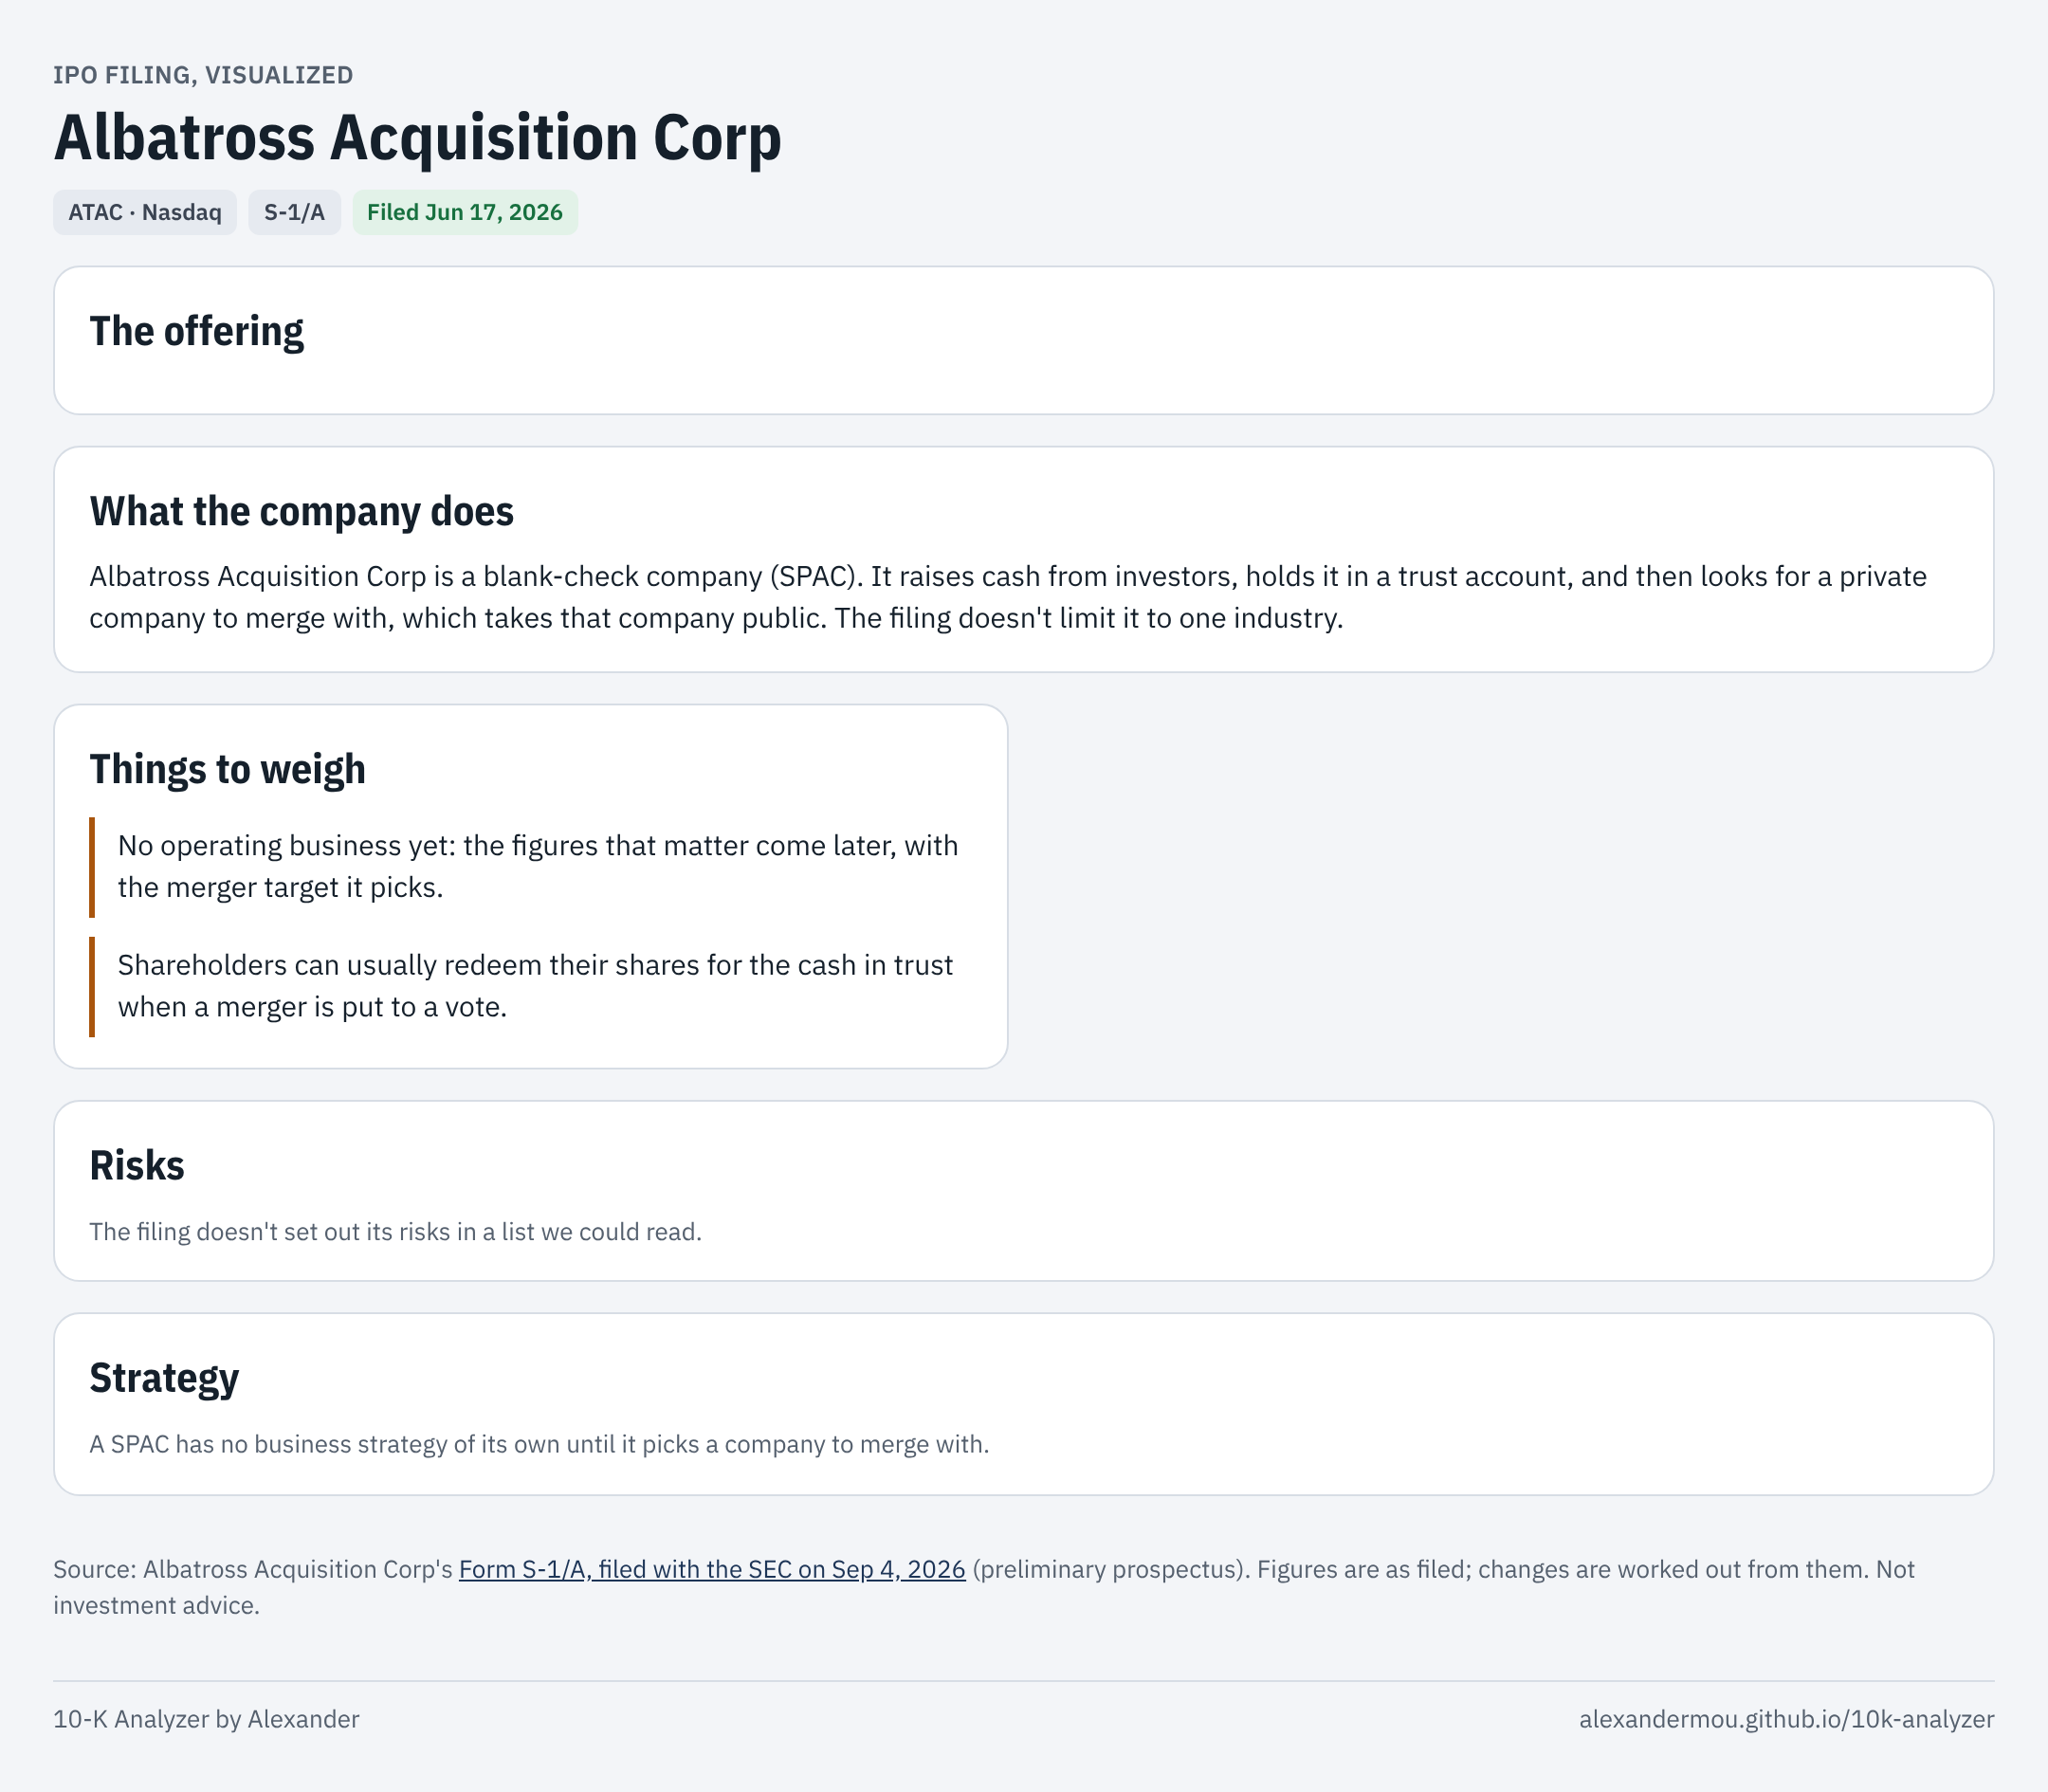 IPO FILING, VISUALIZED
Albatross Acquisition Corp
ATAC · Nasdaq S-1/A Filed Jun 17, 2026
The offering
What the company does
Albatross Acquisition Corp is a blank-check company (SPAC). It raises cash from investors, holds it in a trust account, and then looks for a private
company to merge with, which takes that company public. The filing doesn't limit it to one industry.
Things to weigh
No operating business yet: the figures that matter come later, with
the merger target it picks.
Shareholders can usually redeem their shares for the cash in trust
when a merger is put to a vote.
Risks
The filing doesn't set out its risks in a list we could read.
Strategy
A SPAC has no business strategy of its own until it picks a company to merge with.
Source: Albatross Acquisition Corp's Form S-1/A, filed with the SEC on Sep 4, 2026 (preliminary prospectus). Figures are as filed; changes are worked out from them. Not
investment advice.
10-K Analyzer by Alexander
alexandermou.github.io/10k-analyzer